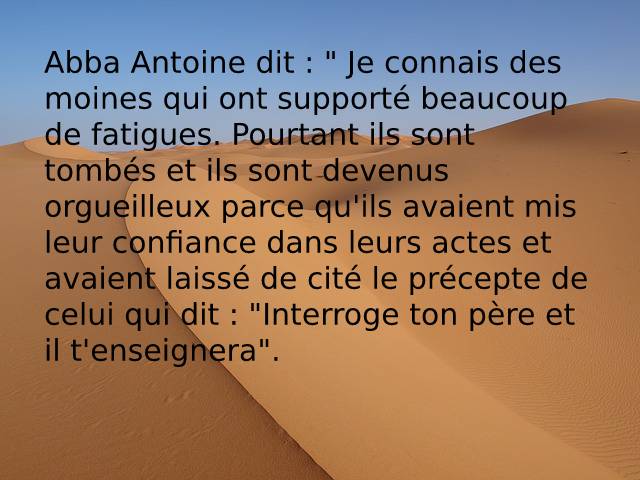 Abba Antoine dit : " Je connais des
moines qui ont supporté beaucoup
de fatigues. Pourtant ils sont
tombés et ils sont devenus
orgueilleux parce qu'ils avaient mis
leur confiance dans leurs actes et
avaient laissé de cité le précepte de
celui qui dit : "Interroge ton père et
il t'enseignera".